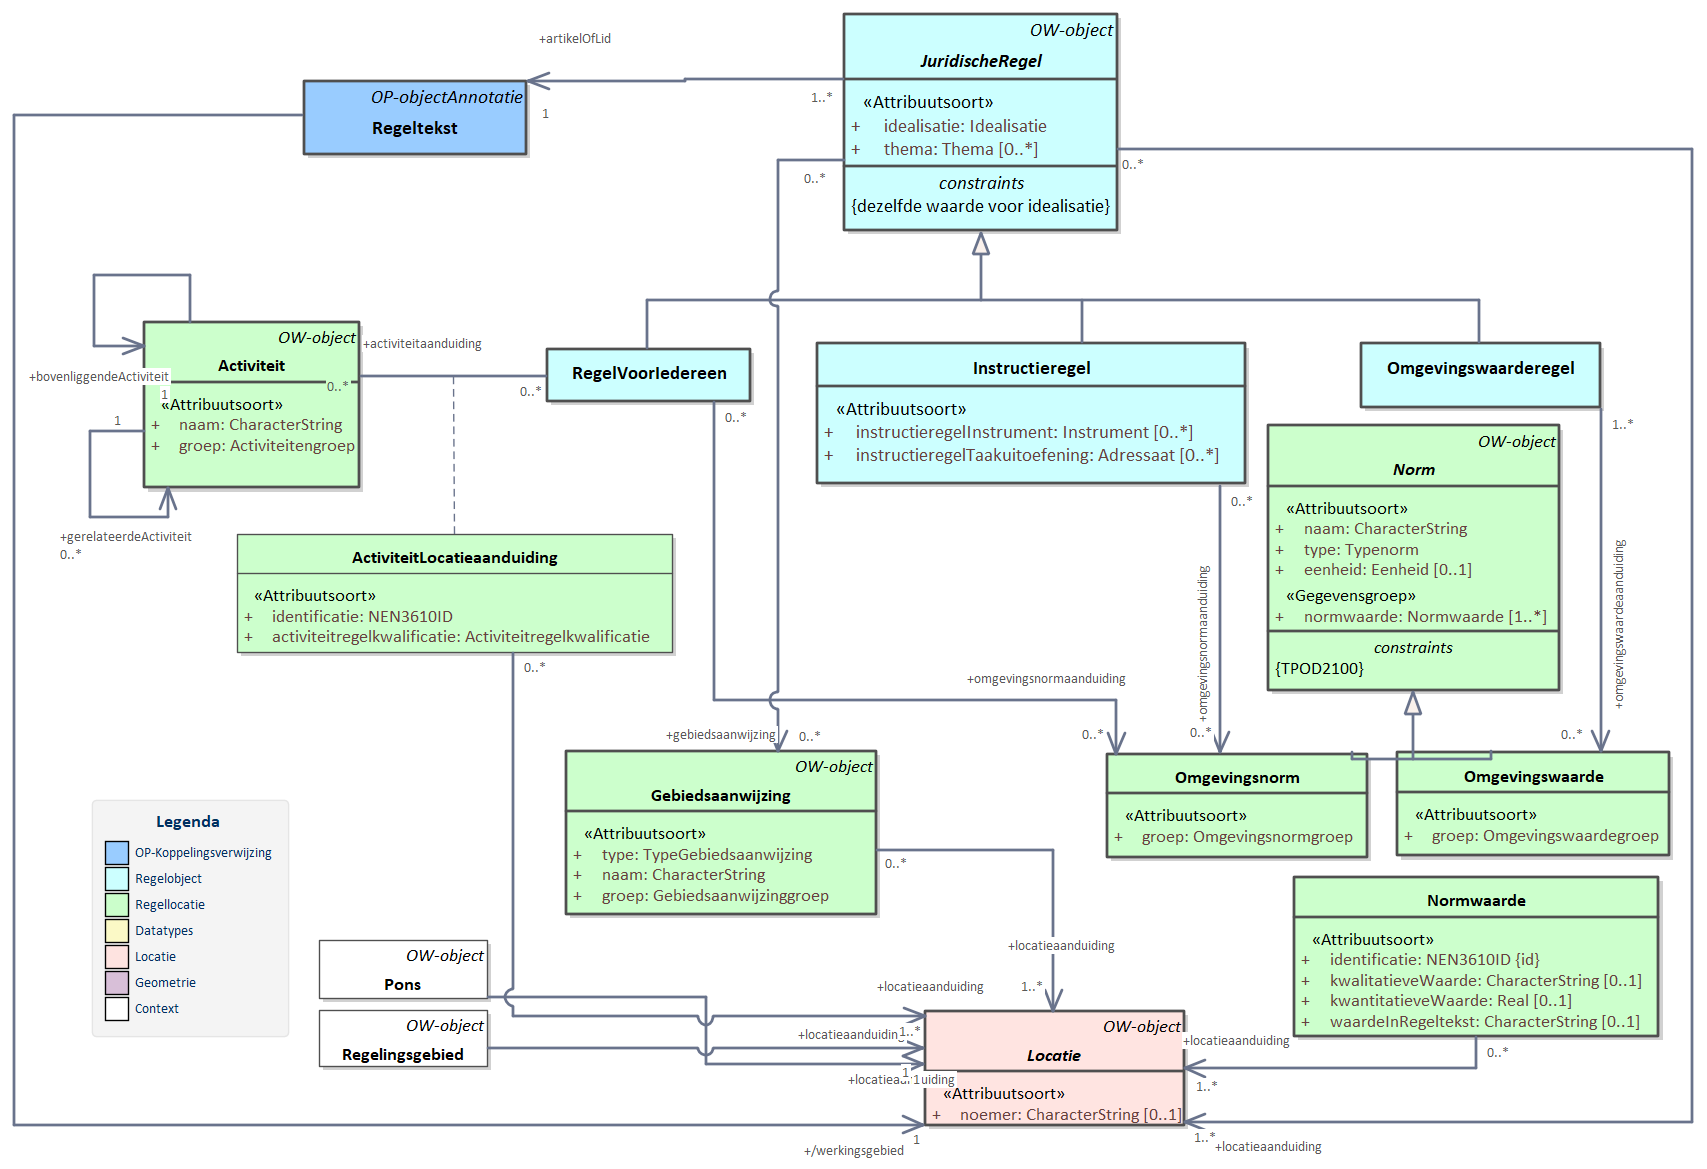 OW-object
JuridischeRegel
«Attribuutsoort»
+ idealisatie: Idealisatie
+ thema: Thema [0..*]
constraints
{dezelfde waarde voor idealisatie}
+artikelOfLid
1..*
1
OP-objectAnnotatie
Regeltekst
0..*
0..*
OW-object
Activiteit
«Attribuutsoort»
+ naam: CharacterString
+ groep: Activiteitengroep
+bovenliggendeActiviteit
1
1
+gerelateerdeActiviteit
0..*
+activiteitaanduiding
0..*
0..*
RegelVoorIedereen
0..*
Instructieregel
«Attribuutsoort»
+ instructieregelInstrument: Instrument [0..*]
+ instructieregelTaakuitoefening: Adressaat [0..*]
0..*
Omgevingswaarderegel
1..*
OW-object
Norm
«Attribuutsoort»
+ naam: CharacterString
+ type: Typenorm
+ eenheid: Eenheid [0..1]
«Gegevensgroep»
+ normwaarde: Normwaarde [1..*]
constraints
{TPOD2100}
ActiviteitLocatieaanduiding
«Attribuutsoort»
+ identificatie: NEN3610ID
+ activiteitregelkwalificatie: Activiteitregelkwalificatie
0..*
+omgevingsnormaanduiding
0..*
+omgevingsnormaanduiding
0..*
+omgevingswaardeaanduiding
0..*
+gebiedsaanwijzing
0..*
OW-object
Gebiedsaanwijzing
«Attribuutsoort»
+ type: TypeGebiedsaanwijzing
+ naam: CharacterString
+ groep: Gebiedsaanwijzinggroep
0..*
Omgevingsnorm
«Attribuutsoort»
+ groep: Omgevingsnormgroep
Omgevingswaarde
«Attribuutsoort»
+ groep: Omgevingswaardegroep
Legenda
OP-Koppelingsverwijzing
Regelobject
Regellocatie
Datatypes
Locatie
Geometrie
Context
Normwaarde
«Attribuutsoort»
+ identificatie: NEN3610ID {id}
+ kwalitatieveWaarde: CharacterString [0..1]
+ kwantitatieveWaarde: Real [0..1]
+ waardeInRegeltekst: CharacterString [0..1]
0..*
OW-object
Pons
OW-object
Regelingsgebied
+locatieaanduiding
1..*
+locatieaanduiding
1..*
+locatieaanduiding
1
1
OW-object
Locatie
«Attribuutsoort»
+ noemer: CharacterString [0..1]
+locatieaanduiding
1..*
1..*
+locatieaanduiding
1
+/werkingsgebied